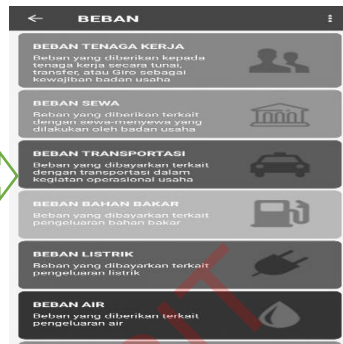 BEBAN
BEBAN TENAGA KERJA
Beban yang diberikan kepada
tenaga kerja secara tunai,
transfer, atau Giro sebagai
kewajiban badan usaha
BEBAN SEWA
Beban yang diberikan terkait
dengan sewa-menyewa yang
dilakukan oleh badan usaha
BEBAN TRANSPORTASI
Beban yang dibayarkan terkait
dengan transportasi dalam
kegiatan operasional usaha
BEBAN BAHAN BAKAR
Beban yang dibayarkan terkait
pengeluaran bahan bakar
BEBAN LISTRIK
Beban yang dibayarkan terkait
pengeluaran listrik
BEBAN AIR
Beban yang diberikan terkait
pengeluaran air